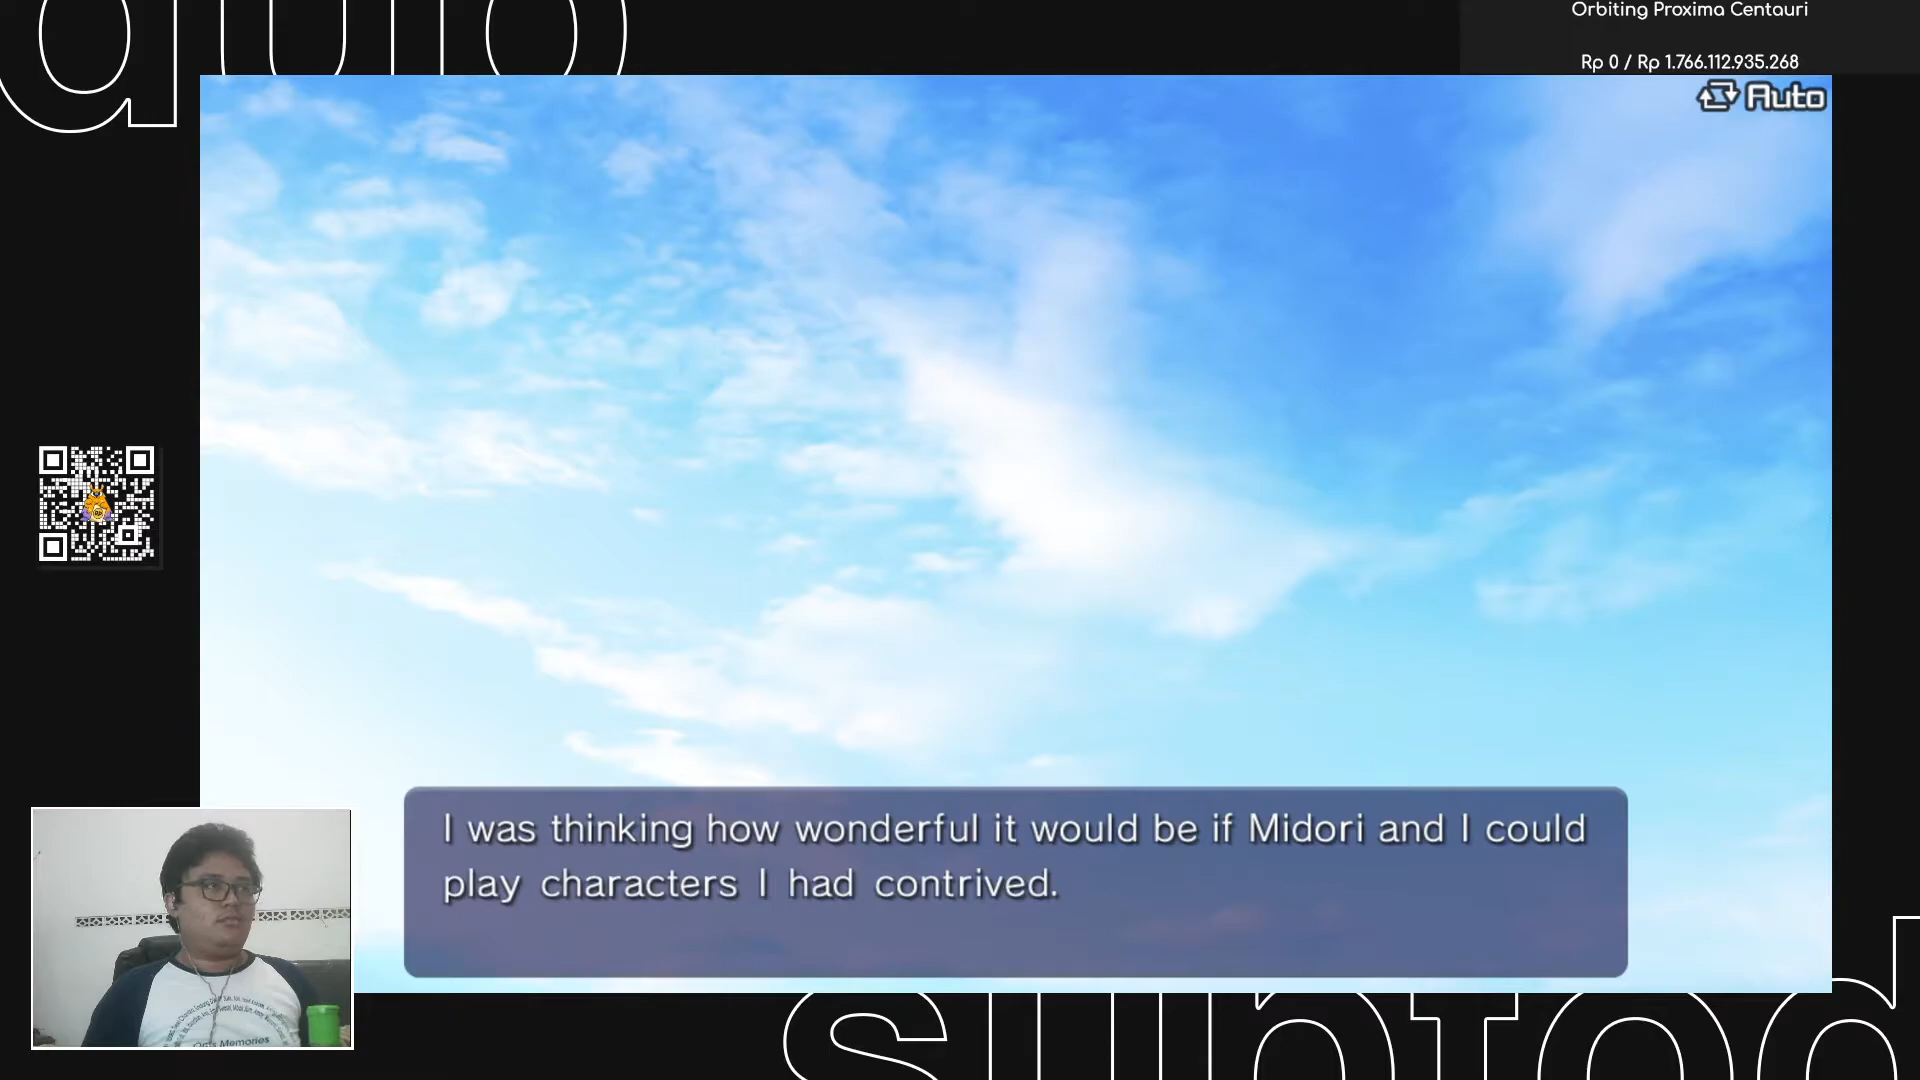 Orbiting Proxima Centauri
Rp 0 / Rp 1.766.112.935.268
Auto
I was thinking how wonderful it would be if Midori and I could
play characters I had contrived.
Memories